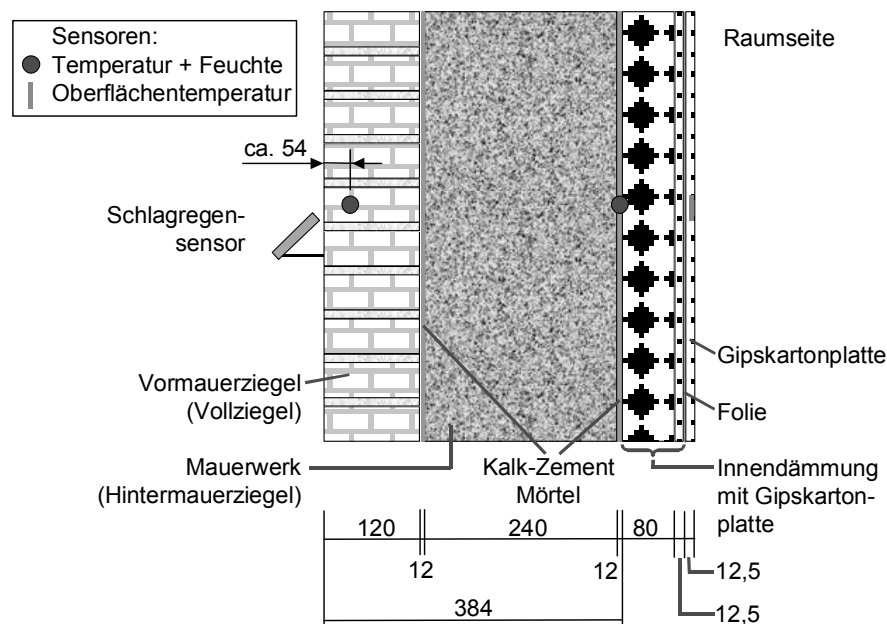 Sensoren:
Temperatur + Feuchte
Oberflächentemperatur
Raumseite
ca. 54
Schlagregen-
sensor
Vormauerziegel
(Vollziegel)
Mauerwerk
(Hintermauerziegel)
Kalk-Zement
Mörtel
Gipskartonplatte
Folie
Innendämmung
mit Gipskarton-
platte
120
240
80
12
12
12,5
12,5
384